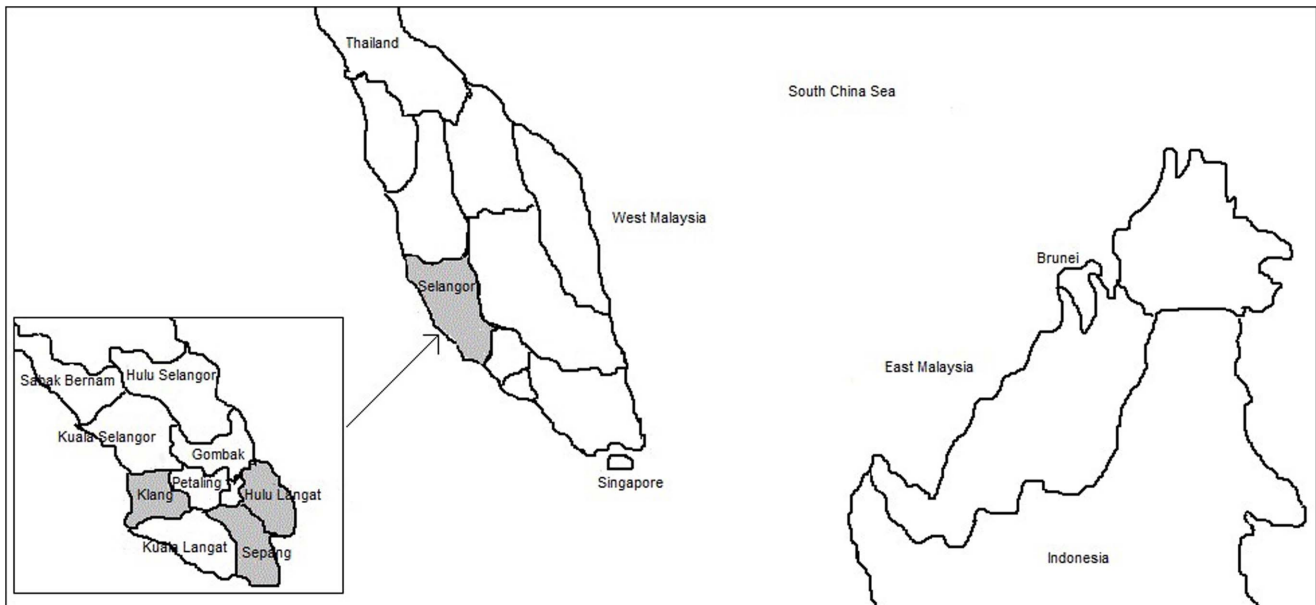 Thailand
South China Sea
West Malaysia
Brunei
Selangor
East Malaysia
Sabak Bernam
Hulu Selangor
Kuala Selangor
Gombak
Petaling
Klang
Hulu Langat
Kuala Langat
Sepang
Singapore
Indonesia